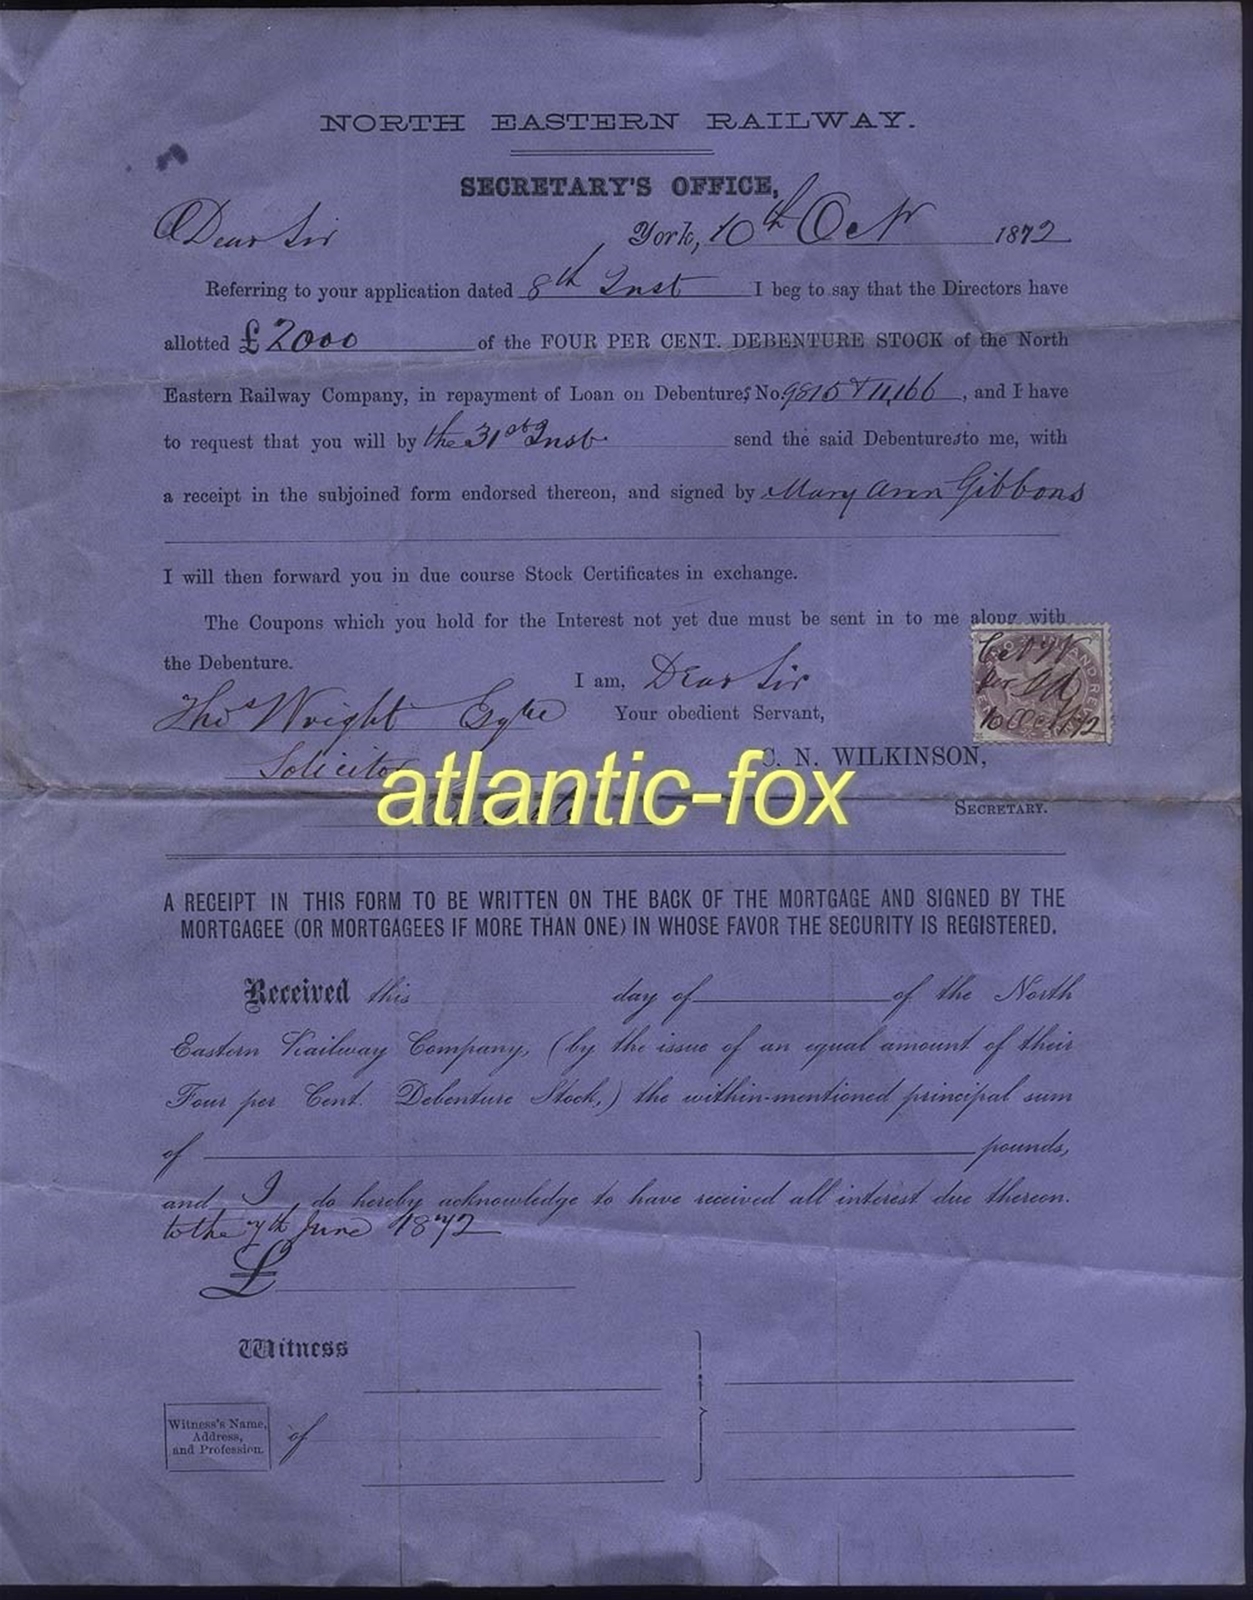 NORTH EASTERN RAILWAY.
SECRETARY'S OFFICE,
Dear Sir York, 10th Oct 1872
Referring to your application dated 8th Inst I beg to say that the Directors have
allotted £2000 of the FOUR PER CENT. DEBENTURE STOCK of the North
Eastern Railway Company, in repayment of Loan on Debentures No. 9815 & 11,166, and I have
to request that you will by the 31st Inst. send the said Debentures to me, with
a receipt in the subjoined form endorsed thereon, and signed by Mary Ann Gibbons
I will then forward you in due course Stock Certificates in exchange.
The Coupons which you hold for the Interest not yet due must be sent in to me along with
the Debenture.
I am, Dear Sir
Thos Wright Esqre Your obedient Servant,
Solicitor C. N. WILKINSON,
atlantic-fox
SECRETARY.
INLAND REVE
10 Oct /72
A RECEIPT IN THIS FORM TO BE WRITTEN ON THE BACK OF THE MORTGAGE AND SIGNED BY THE
MORTGAGEE (OR MORTGAGEES IF MORE THAN ONE) IN WHOSE FAVOR THE SECURITY IS REGISTERED.
Received this day of of the North
Eastern Railway Company, (by the issue of an equal amount of their
Four per Cent. Debenture Stock,) the within-mentioned principal sum
of pounds,
and I do hereby acknowledge to have received all interest due thereon.
to the 7th June 1872
£
Witness
Witness's Name,
Address,
and Profession.
of